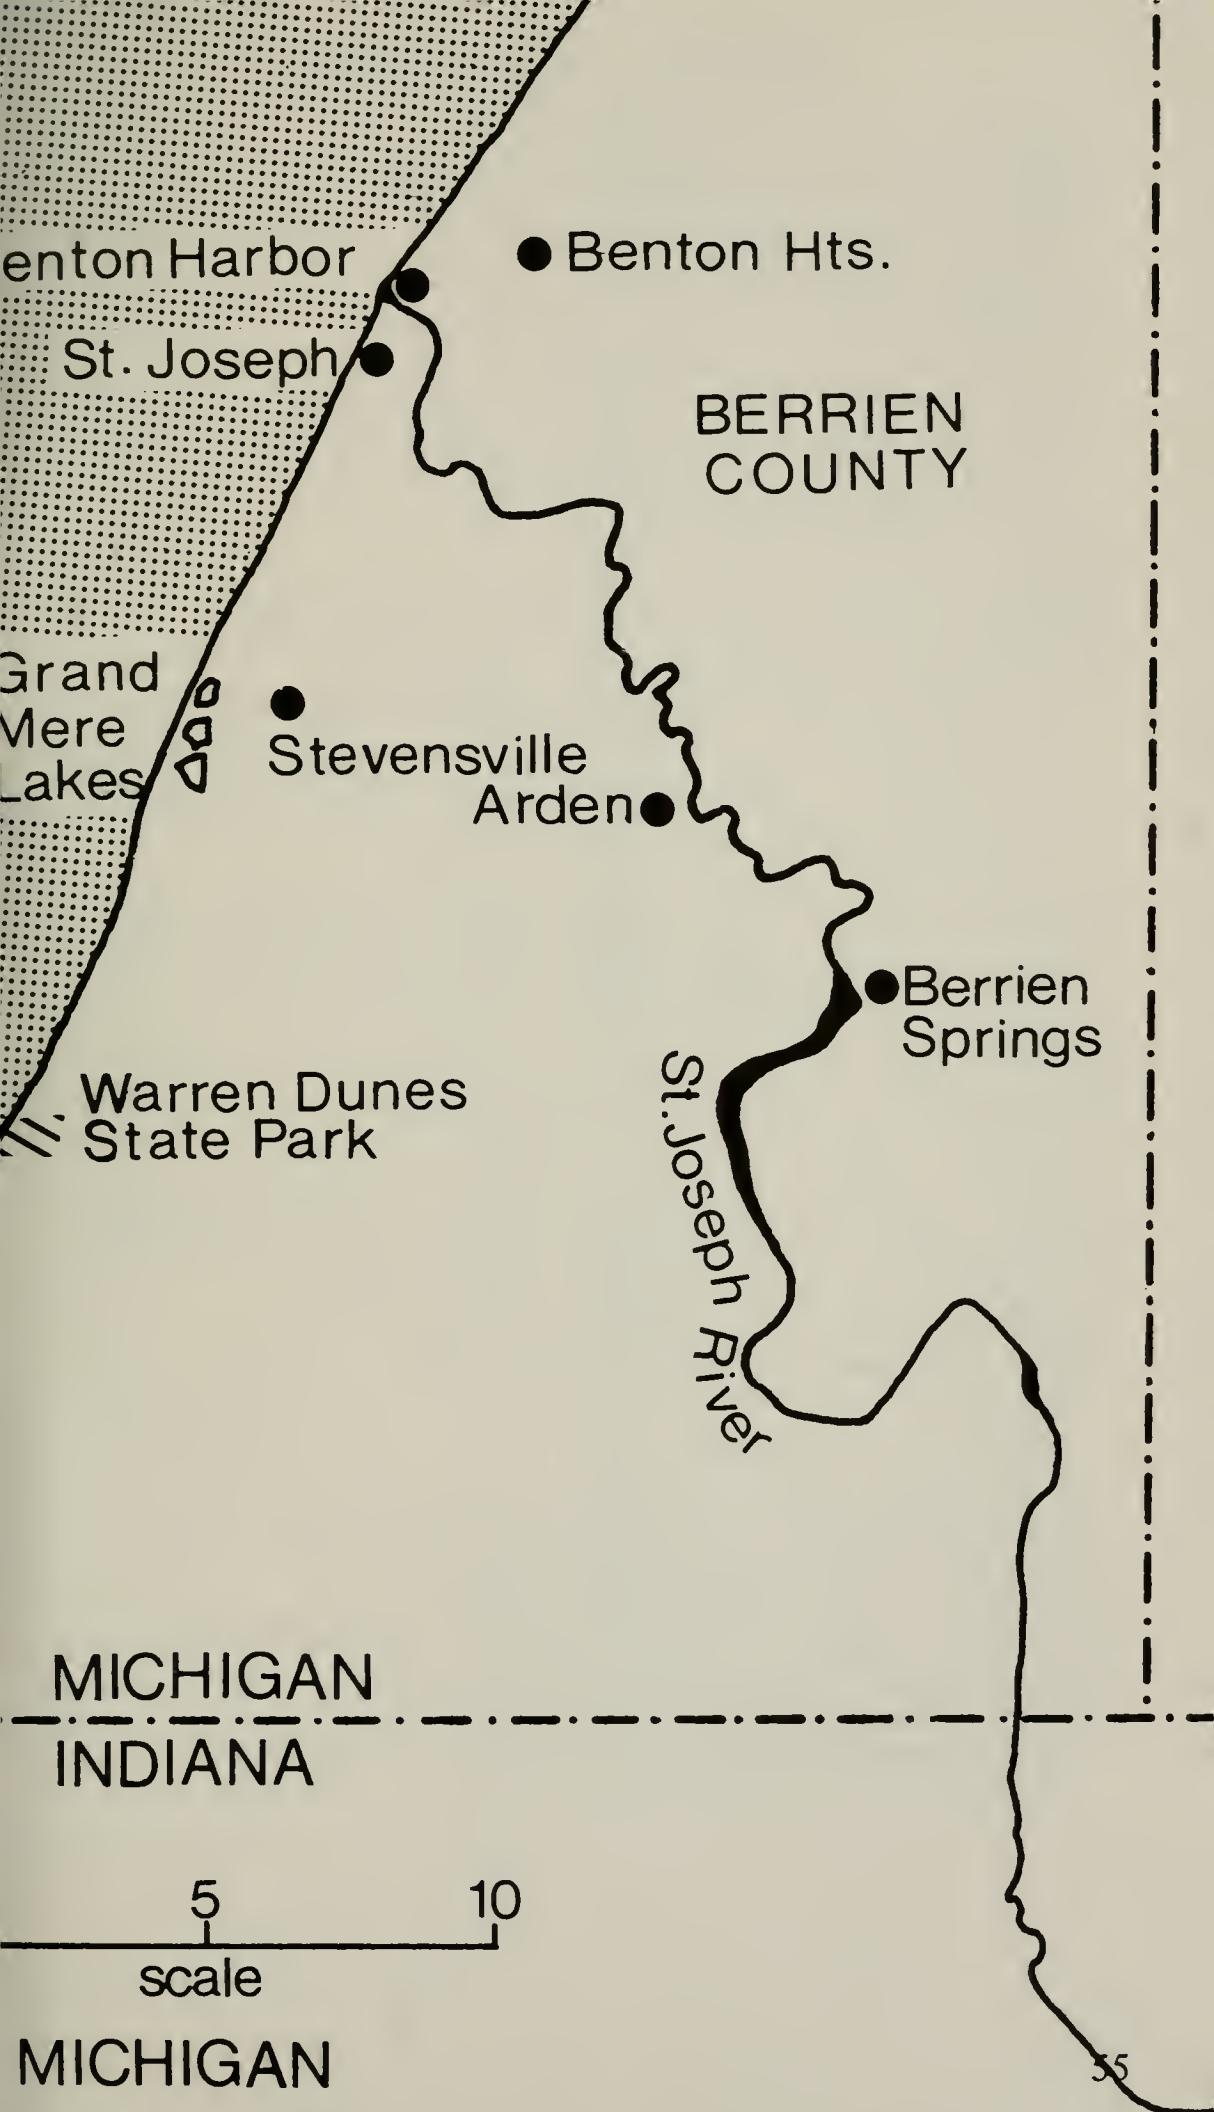 enton Harbor
Benton Hts.
St. Joseph
BERRIEN
COUNTY
Grand
Mere
Lakes
Stevensville
Arden
Berrien
Springs
St. Joseph River
Warren Dunes
State Park
MICHIGAN
INDIANA
5 10
scale
MICHIGAN
55